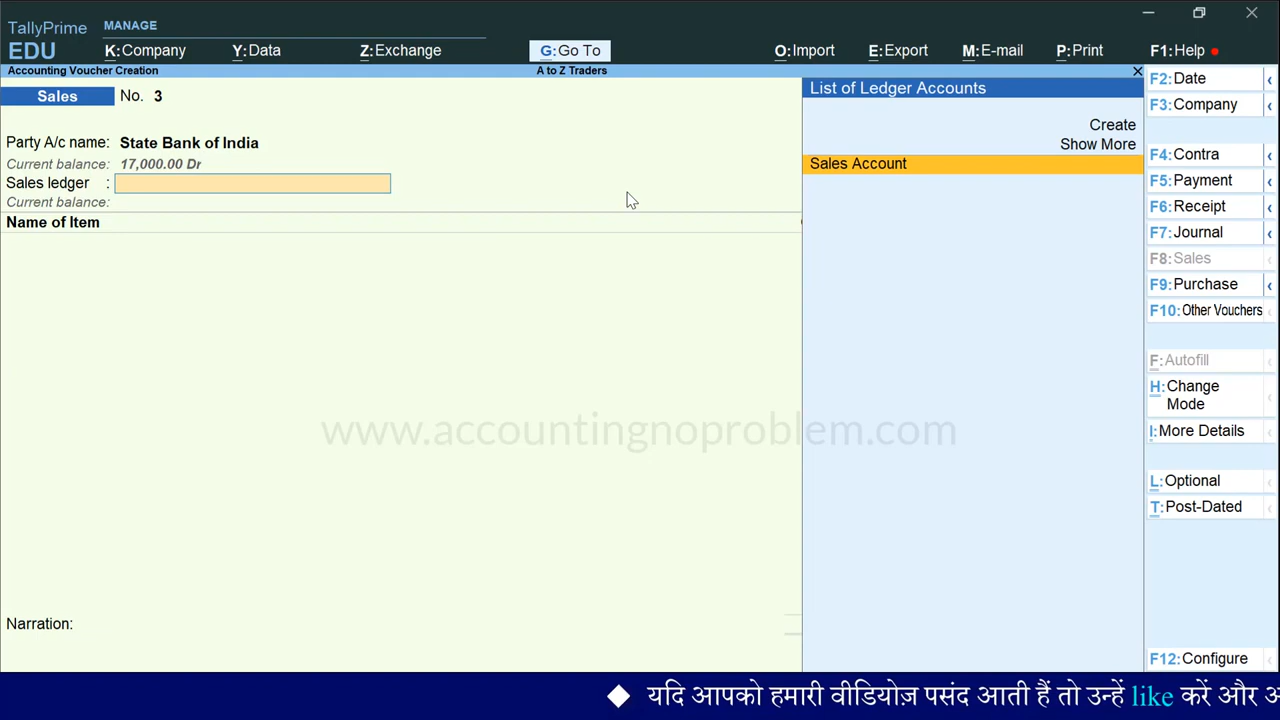 TallyPrime
EDU
MANAGE
K:Company Y:Data Z:Exchange G:Go To O:Import E:Export M:E-mail P:Print F1:Help
Accounting Voucher Creation A to Z Traders
Sales No. 3
Party A/c name: State Bank of India
Current balance: 17,000.00 Dr
Sales ledger :
Current balance:
Name of Item
Narration:
List of Ledger Accounts
Create
Show More
Sales Account
F2:Date
F3:Company
F4:Contra
F5:Payment
F6:Receipt
F7:Journal
F8:Sales
F9:Purchase
F10:Other Vouchers
F:Autofill
H:Change
Mode
I:More Details
L:Optional
T:Post-Dated
F12:Configure
www.accountingnoproblem.com
यदि आपको हमारी वीडियोज़ पसंद आती हैं तो उन्हें like करें और